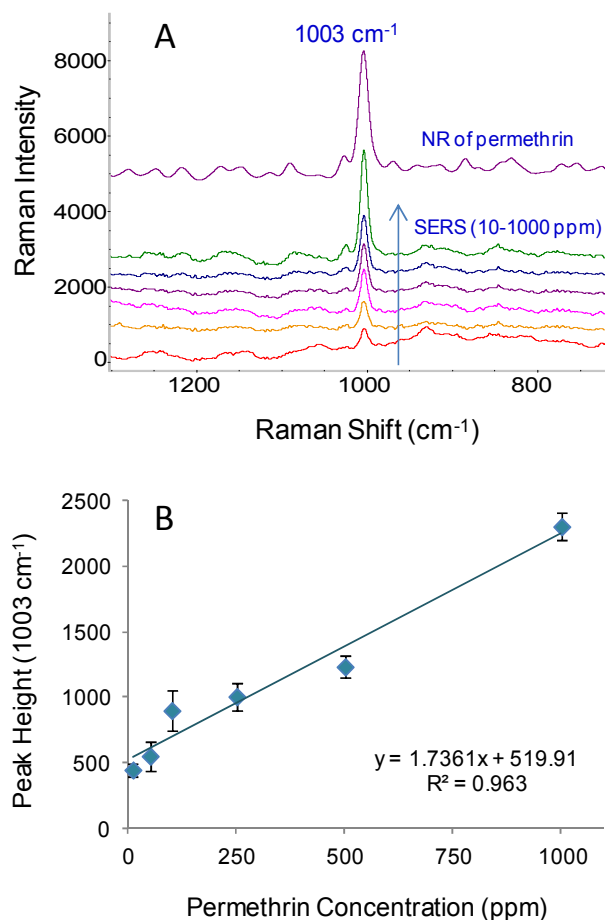 A
1003 cm⁻¹
8000
NR of permethrin
6000
SERS (10-1000 ppm)
4000
2000
0
Raman Intensity
1200 1000 800
Raman Shift (cm⁻¹)
B
2500
2000
1500
1000
500
0
Peak Height (1003 cm⁻¹)
y = 1.7361x + 519.91
R² = 0.963
0 250 500 750 1000
Permethrin Concentration (ppm)